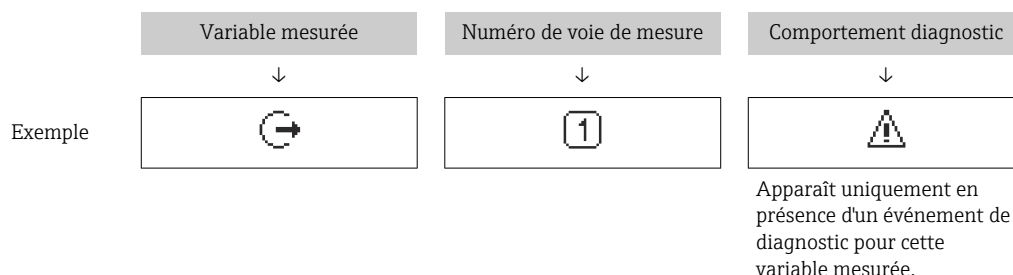 Variable mesurée
Numéro de voie de mesure
Comportement diagnostic
↓
↓
↓
Exemple
1
Apparaît uniquement en
présence d'un événement de
diagnostic pour cette
variable mesurée.